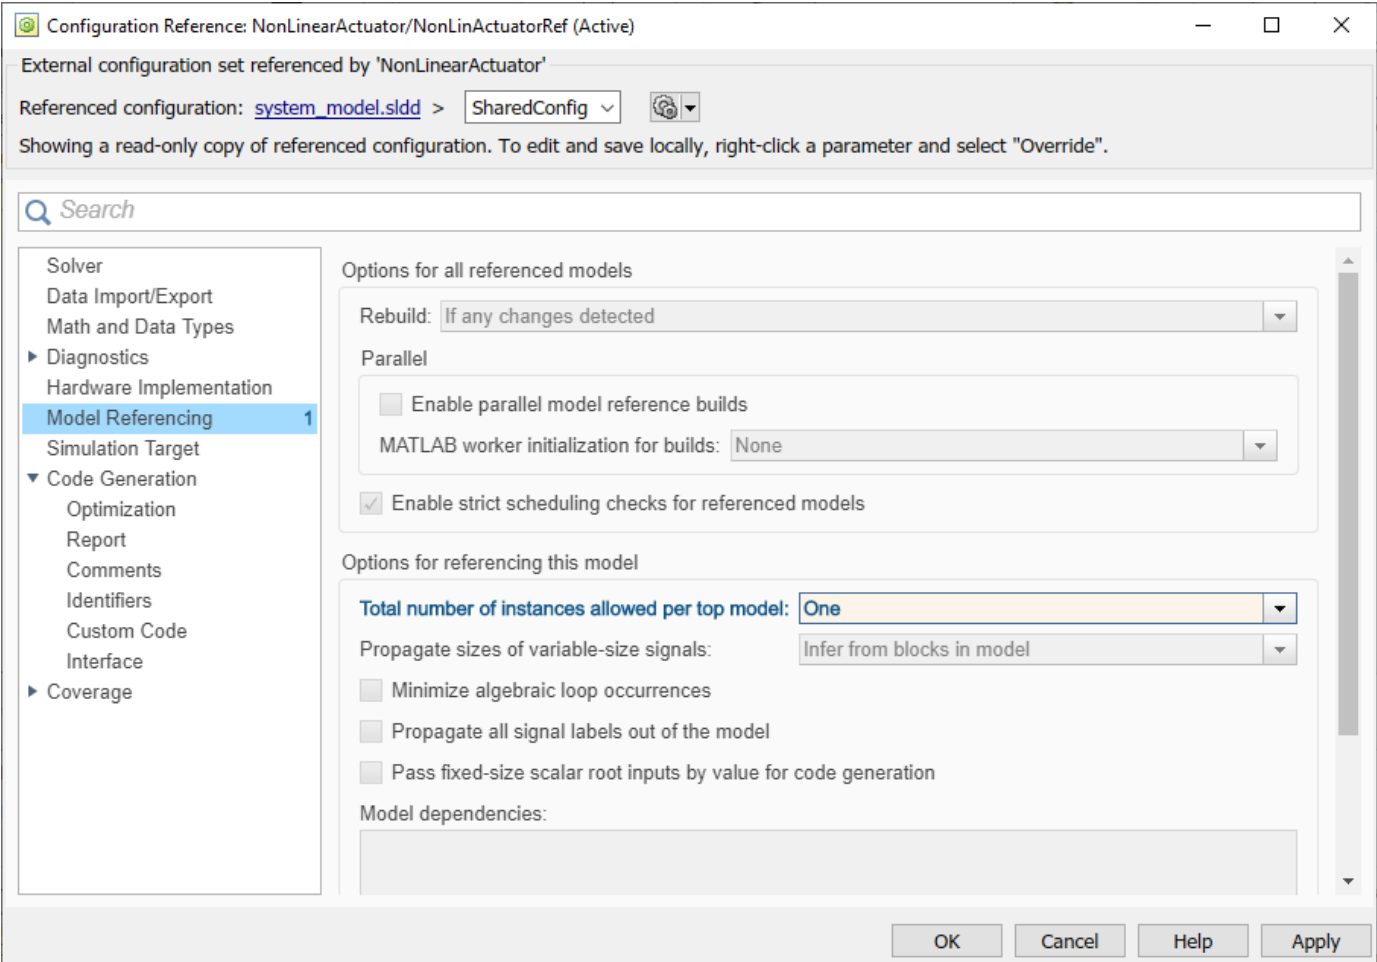 Configuration Reference: NonLinearActuator/NonLinActuatorRef (Active)
External configuration set referenced by 'NonLinearActuator'
Referenced configuration: system_model.sldd > SharedConfig
Showing a read-only copy of referenced configuration. To edit and save locally, right-click a parameter and select "Override".
Search
Solver
Data Import/Export
Math and Data Types
Diagnostics
Hardware Implementation
Model Referencing 1
Simulation Target
Code Generation
Optimization
Report
Comments
Identifiers
Custom Code
Interface
Coverage
Options for all referenced models
Rebuild: If any changes detected
Parallel
Enable parallel model reference builds
MATLAB worker initialization for builds: None
Enable strict scheduling checks for referenced models
Options for referencing this model
Total number of instances allowed per top model: One
Propagate sizes of variable-size signals: Infer from blocks in model
Minimize algebraic loop occurrences
Propagate all signal labels out of the model
Pass fixed-size scalar root inputs by value for code generation
Model dependencies:
OK Cancel Help Apply